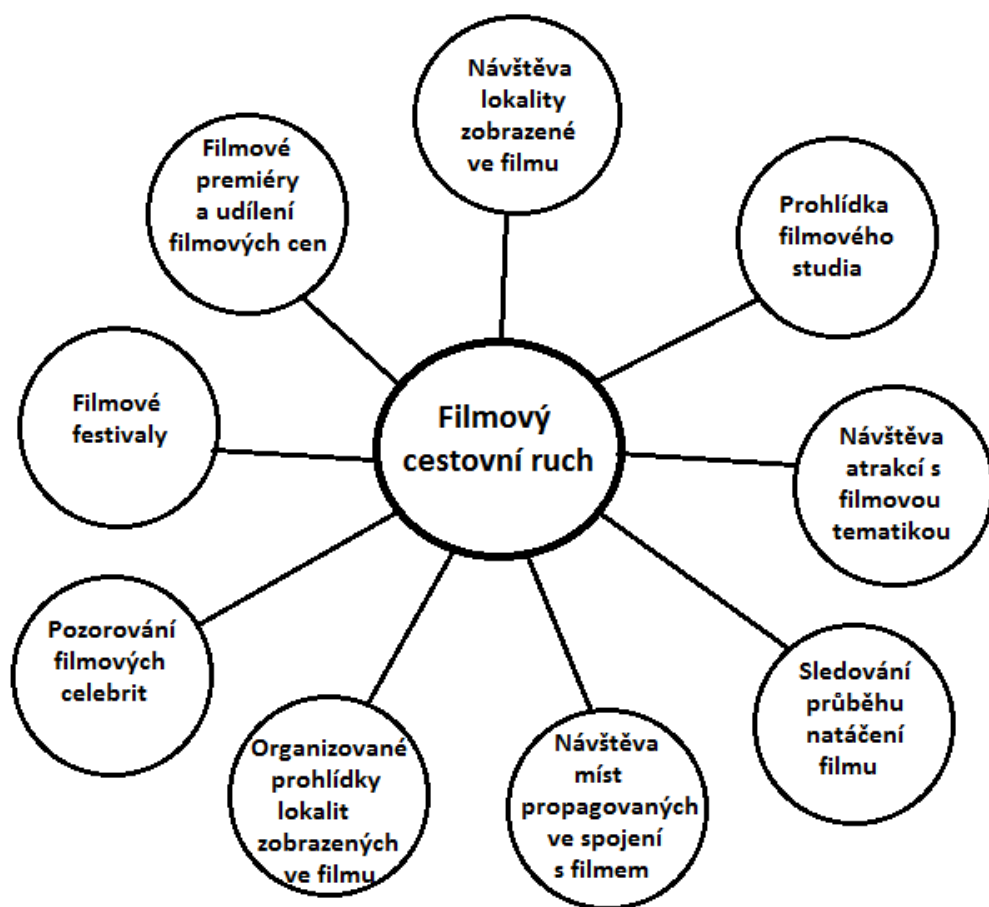 Návštěva
lokality
zobrazené
ve filmu
Filmové
premiéry
a udílení
filmových cen
Prohlídka
filmového
studia
Filmové
festivaly
Filmový
cestovní ruch
Návštěva
atrakcí s
filmovou
tematikou
Pozorování
filmových
celebrit
Sledování
průběhu
natáčení
filmu
Organizované
prohlídky
lokalit
zobrazených
ve filmu
Návštěva
míst
propagovaných
ve spojení
s filmem